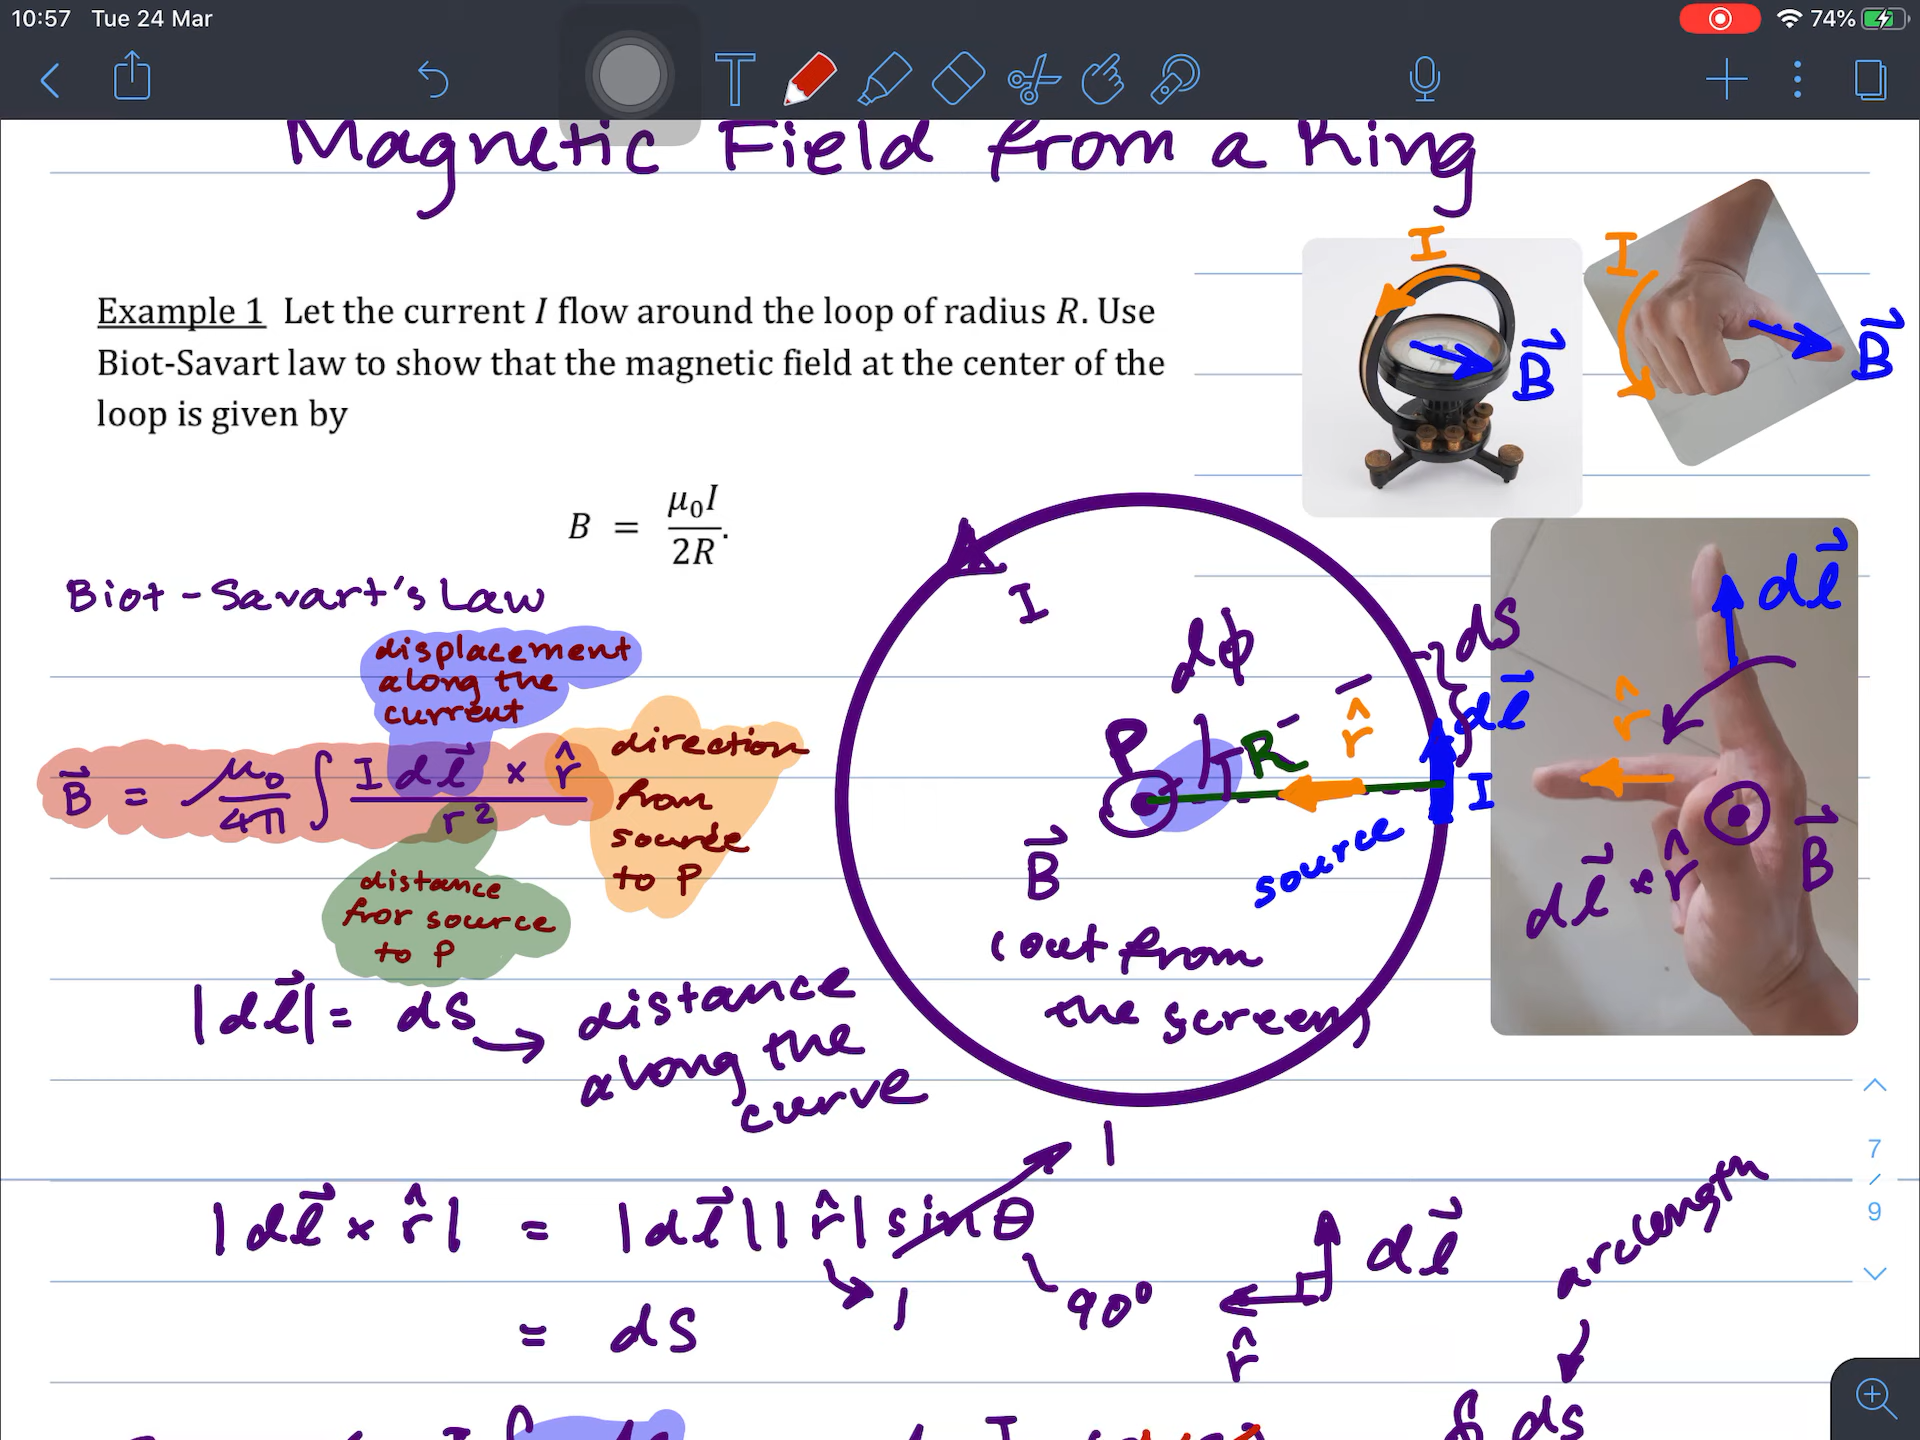 10:57 Tue 24 Mar
74%
Magnetic Field from a Ring
Example 1 Let the current I flow around the loop of radius R. Use
Biot-Savart law to show that the magnetic field at the center of the
loop is given by
B = μ₀I / 2R.
I
B⃗
I
B⃗
Biot-Savart's Law
displacement
along the
current
B⃗ = μ₀/4π ∫ I dl⃗ × r̂ / r²
direction
from
source
to P
distance
fror source
to P
I
dφ
dS
dl⃗
P
R
r̂
I
source
B⃗
(out from
the screen)
dl⃗
r̂
B⃗
dl⃗ × r̂
|dl⃗| = dS → distance
along the
curve
|dl⃗ × r̂| = |dl⃗||r̂| sinθ
1
1
90°
= dS
dl⃗
r̂
arclength
∮ ds
7
/
9